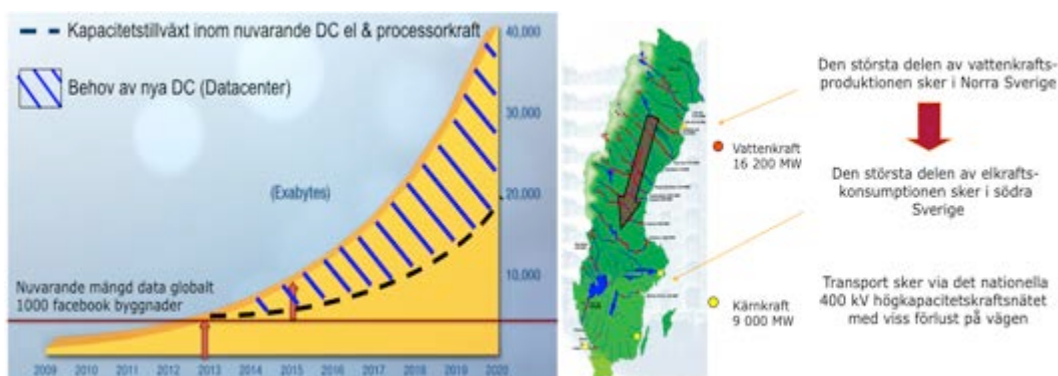 Kapacitetstillväxt inom nuvarande DC el & processorkraft
Behov av nya DC (Datacenter)
40,000
30,000
(Exabytes)
20,000
10,000
Nuvarande mängd data globalt
1000 facebook byggnader
2009 2010 2011 2012 2013 2014 2015 2016 2017 2018 2019 2020
Vattenkraft
16 200 MW
Kärnkraft
9 000 MW
Den största delen av vattenkrafts-
produktionen sker i Norra Sverige
Den största delen av elkrafts-
konsumptionen sker i södra
Sverige
Transport sker via det nationella
400 kV högkapacitetskraftsnätet
med viss förlust på vägen